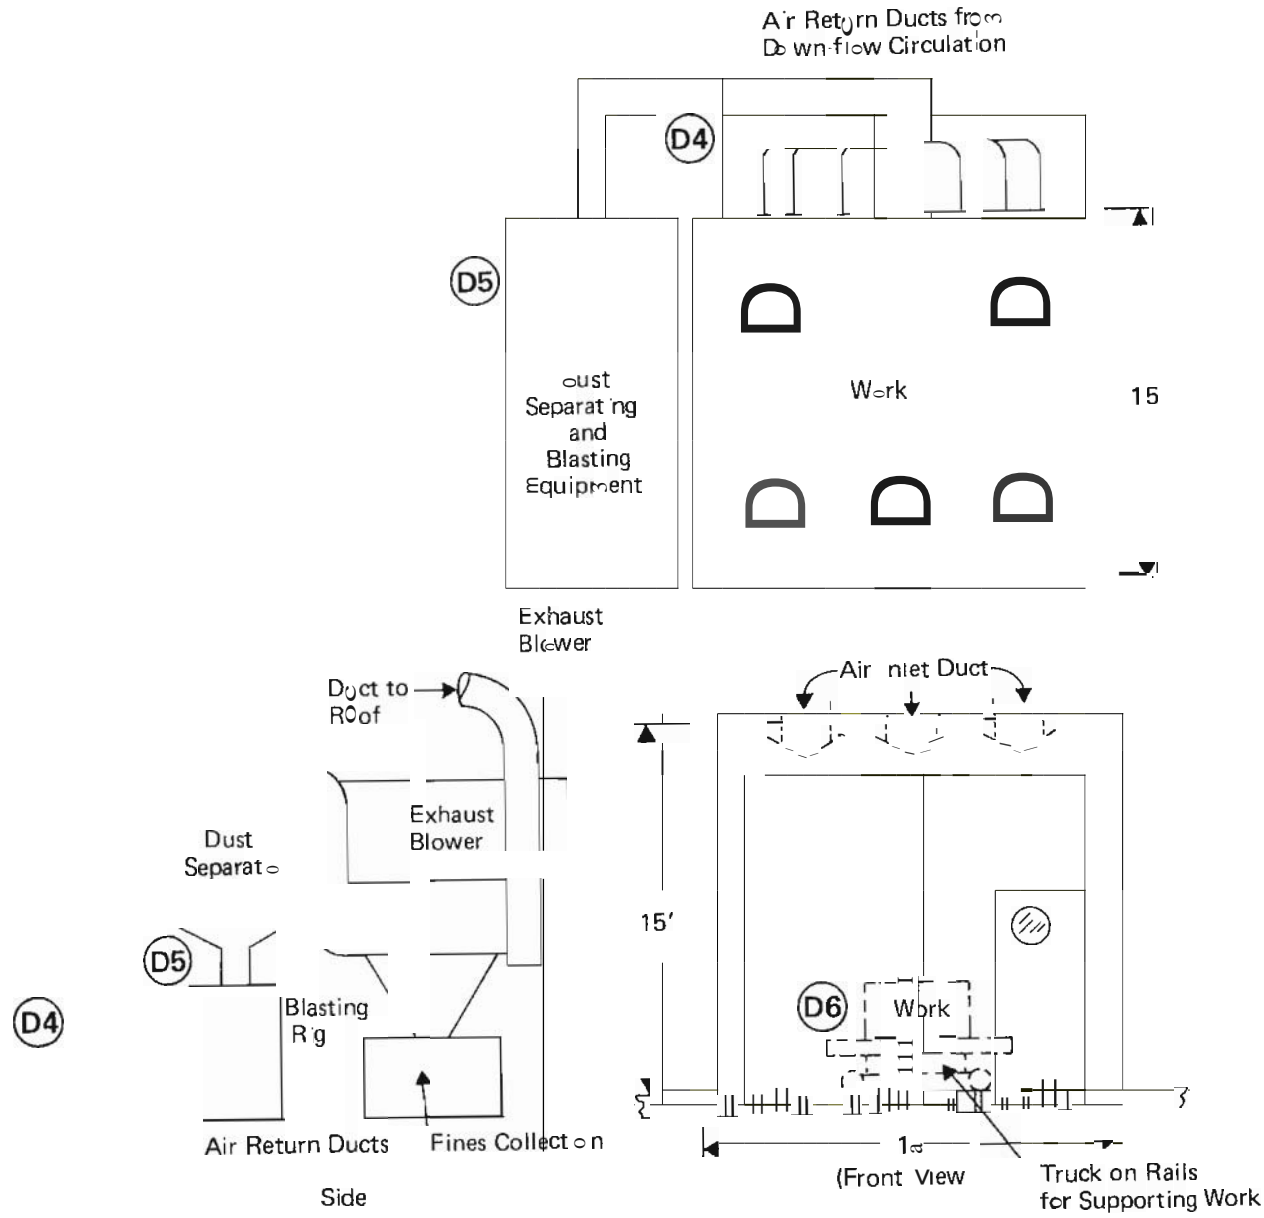 Air Return Ducts from
Down-flow Circulation
D4
D5
Dust
Separating
and
Blasting
Equipment
Work
15
Exhaust
Blower
Duct to
Roof
Air Inlet Duct
Exhaust
Blower
Dust
Separato
15'
D5
D4
Blasting
Rig
D6
Work
Air Return Ducts
Fines Collection
(Front View
Side
Truck on Rails
for Supporting Work